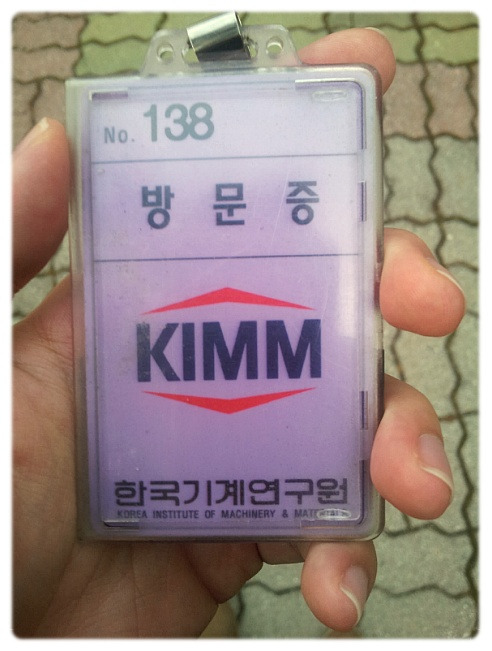 No. 138
방 문 증
KIMM
한국기계연구원
KOREA INSTITUTE OF MACHINERY & MATERIALS